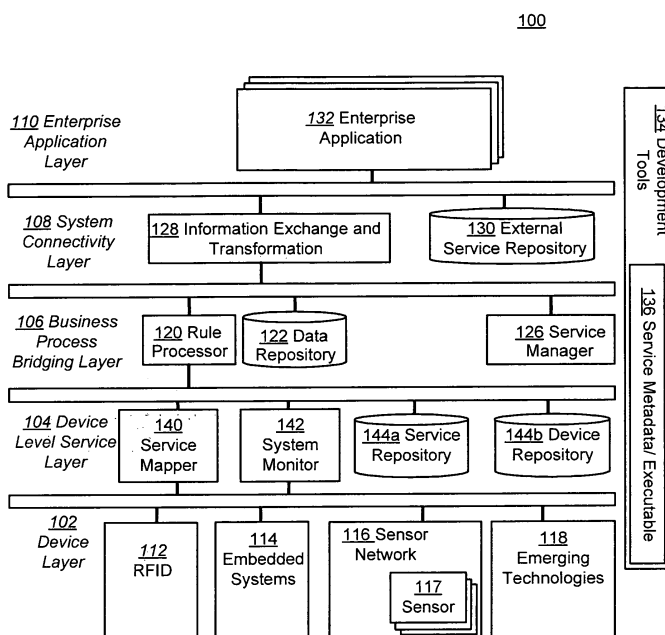 100
110 Enterprise
Application
Layer
132 Enterprise
Application
108 System
Connectivity
Layer
128 Information Exchange and
Transformation
130 External
Service Repository
106 Business
Process
Bridging Layer
120 Rule
Processor
122 Data
Repository
126 Service
Manager
104 Device
Level Service
Layer
140
Service
Mapper
142
System
Monitor
144a Service
Repository
144b Device
Repository
102
Device
Layer
112
RFID
114
Embedded
Systems
116 Sensor
Network
117
Sensor
118
Emerging
Technologies
134 Development
Tools
136 Service Metadata/ Executable